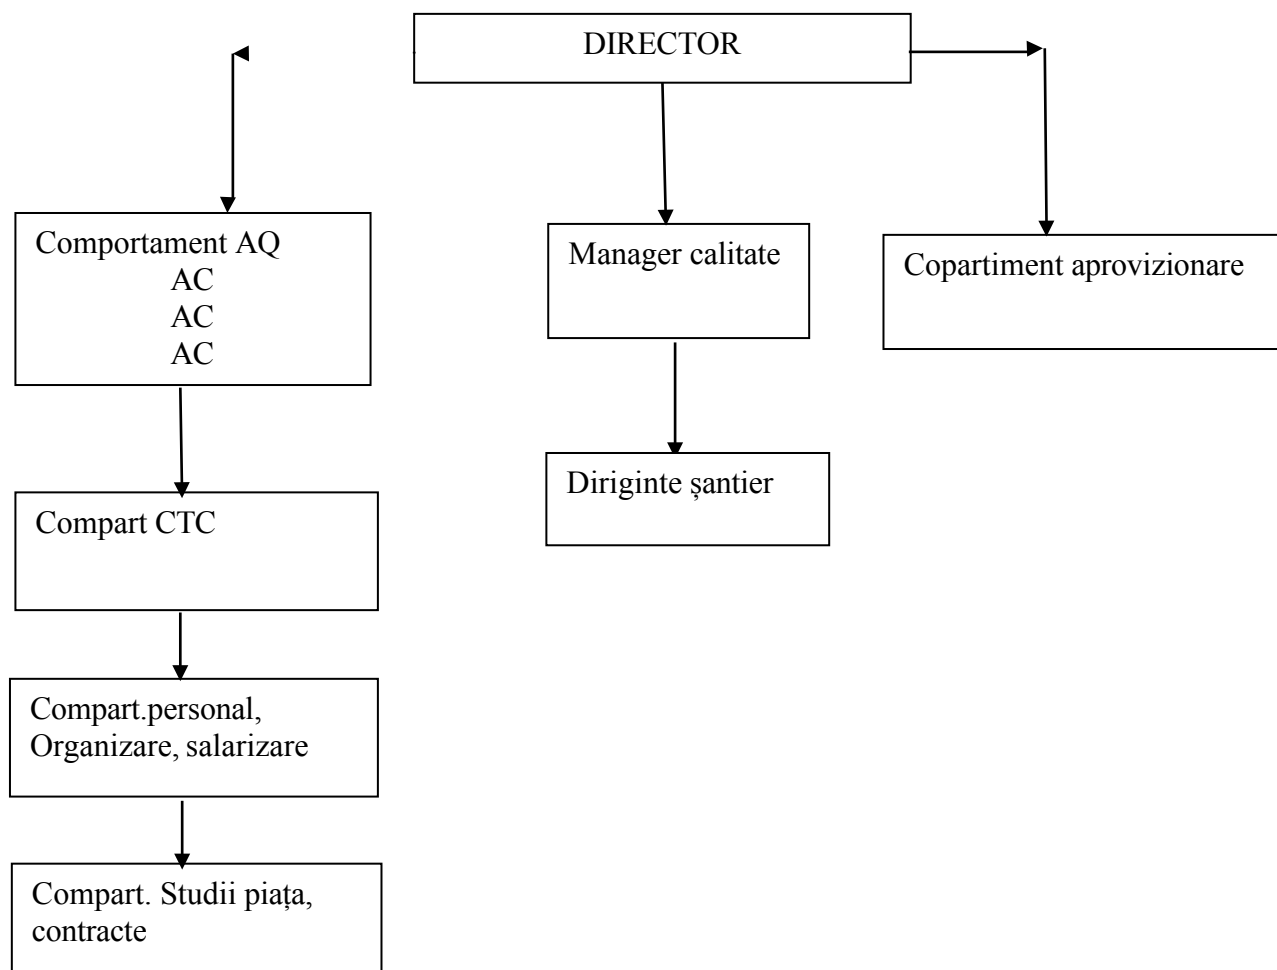 DIRECTOR
Comportament AQ
AC
AC
AC
Manager calitate
Copartiment aprovizionare
Diriginte șantier
Compart CTC
Compart.personal,
Organizare, salarizare
Compart. Studii piața,
contracte